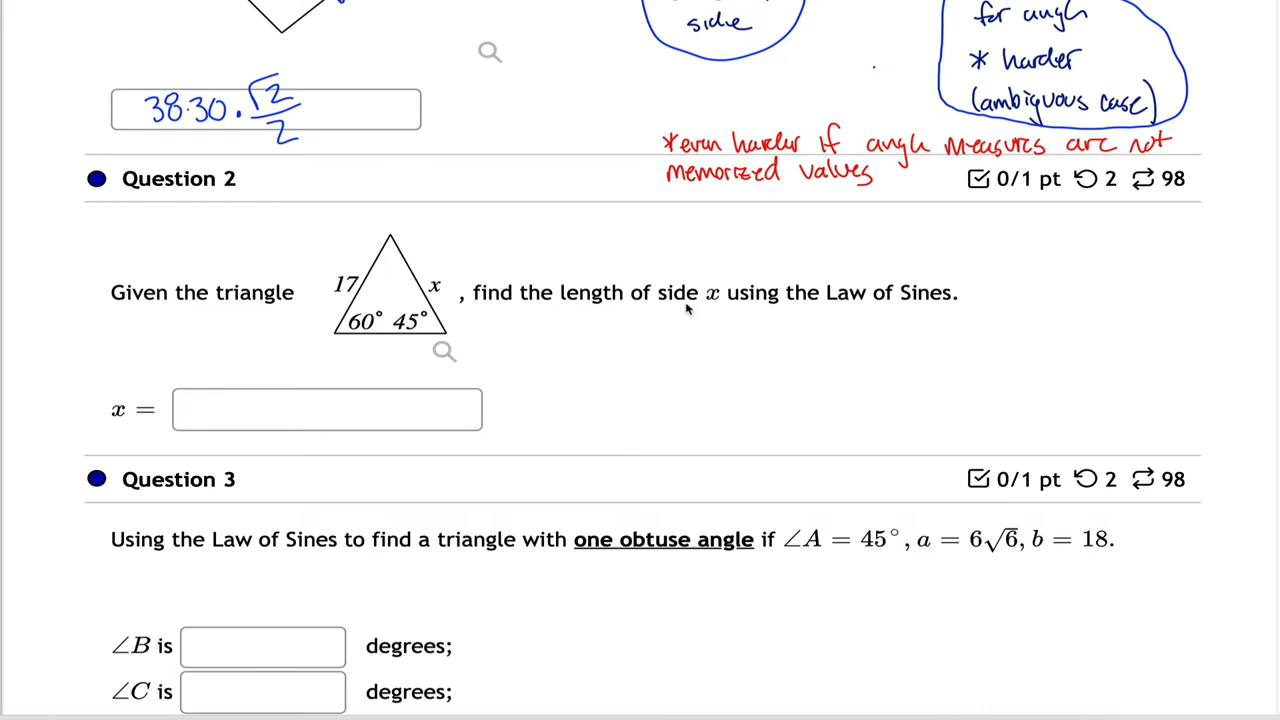 side
for angle
* harder
(ambiguous case)
38·30·√2/2
*even harder if angle measures are not
memorized values
Question 2
0/1 pt 2 98
17
x
Given the triangle , find the length of side x using the Law of Sines.
60° 45°
x =
Question 3
0/1 pt 2 98
Using the Law of Sines to find a triangle with one obtuse angle if ∠A = 45°, a = 6√6, b = 18.
∠B is degrees;
∠C is degrees;